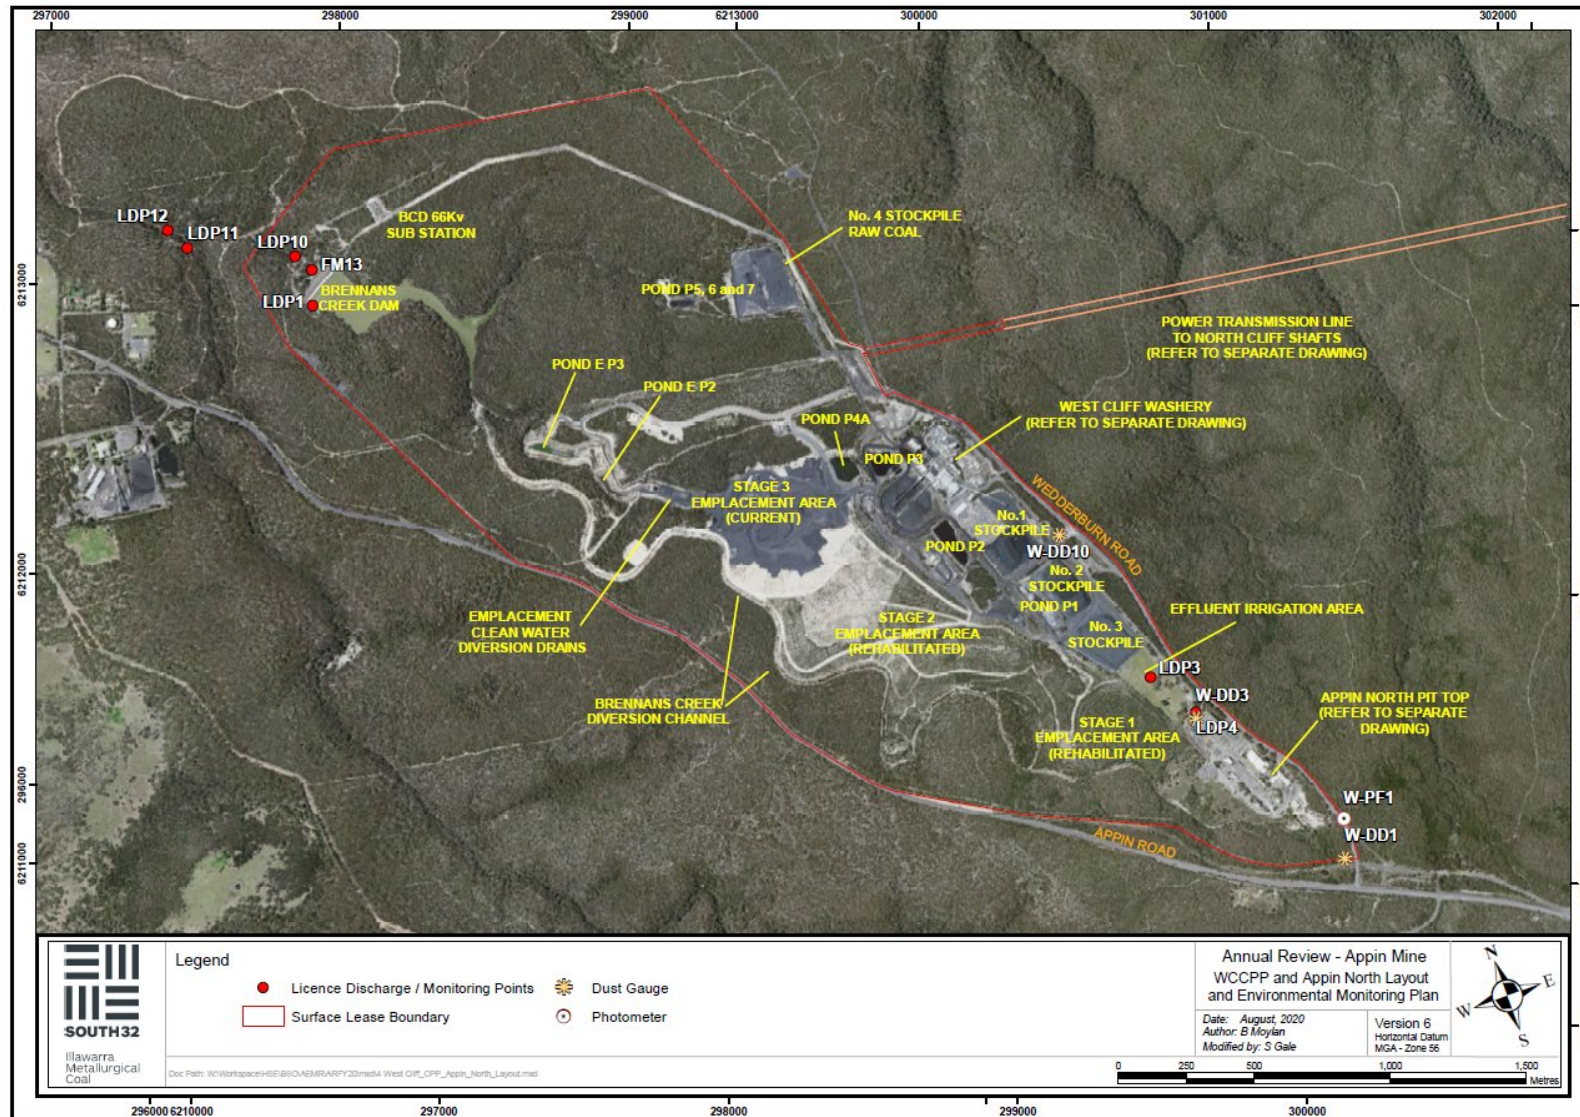 297000
298000
299000
6213000
300000
301000
302000
LDP12
LDP11
LDP10
FM13
LDP1
BRENNANS
CREEK DAM
BCD 66Kv
SUB STATION
No. 4 STOCKPILE
RAW COAL
POND P5, 6 and 7
POWER TRANSMISSION LINE
TO NORTH CLIFF SHAFTS
(REFER TO SEPARATE DRAWING)
POND E P3
POND E P2
POND P4A
POND P3
WEST CLIFF WASHERY
(REFER TO SEPARATE DRAWING)
STAGE 3
EMPLACEMENT AREA
(CURRENT)
WEDDERBURN ROAD
No.1
STOCKPILE
W-DD10
POND P2
No. 2
STOCKPILE
POND P1
No. 3
STOCKPILE
EFFLUENT IRRIGATION AREA
EMPLACEMENT
CLEAN WATER
DIVERSION DRAINS
STAGE 2
EMPLACEMENT AREA
(REHABILITATED)
LDP3
W-DD3
LDP4
BRENNANS CREEK
DIVERSION CHANNEL
STAGE 1
EMPLACEMENT AREA
(REHABILITATED)
APPIN NORTH PIT TOP
(REFER TO SEPARATE
DRAWING)
W-PF1
W-DD1
APPIN ROAD
6213000
6212000
296000
6211000
SOUTH32
Illawarra
Metallurgical
Coal
Legend
Licence Discharge / Monitoring Points
Dust Gauge
Surface Lease Boundary
Photometer
Annual Review - Appin Mine
WCCPP and Appin North Layout
and Environmental Monitoring Plan
Date: August, 2020
Author: B Moylan
Modified by: S Gale
Version 6
Horizontal Datum
MGA - Zone 56
N
E
S
W
0 250 500 1,000 1,500
Metres
296000
6210000
297000
298000
299000
300000